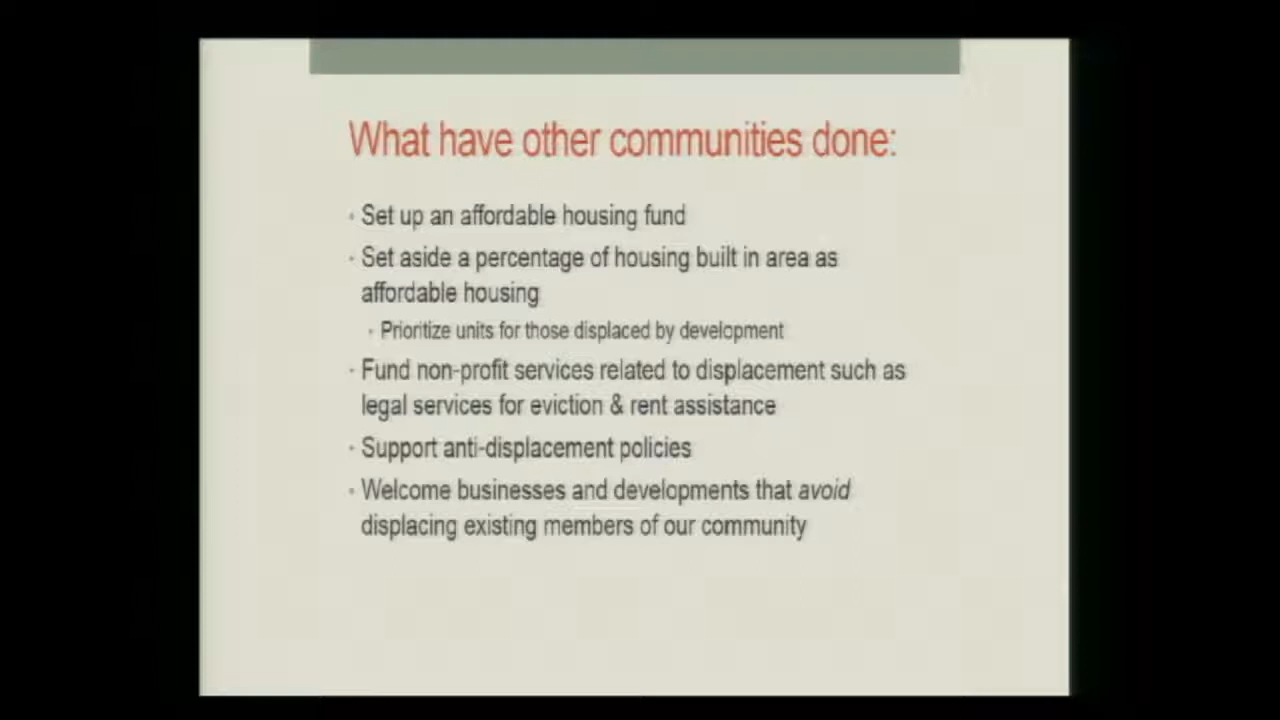 What have other communities done:
· Set up an affordable housing fund
· Set aside a percentage of housing built in area as
affordable housing
· Prioritize units for those displaced by development
· Fund non-profit services related to displacement such as
legal services for eviction & rent assistance
· Support anti-displacement policies
· Welcome businesses and developments that avoid
displacing existing members of our community